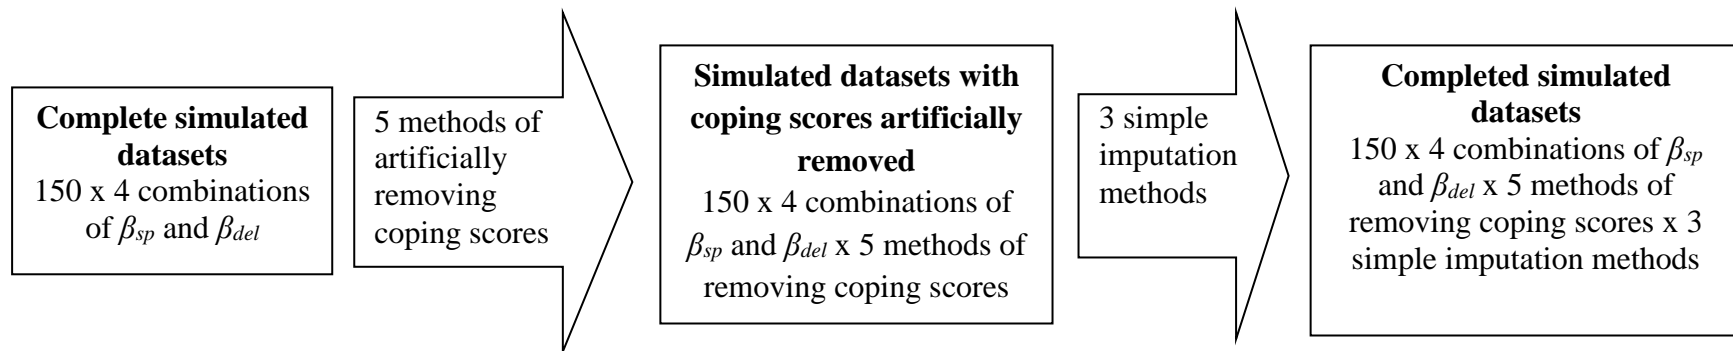 Complete simulated
datasets
150 x 4 combinations
of βsp and βdel
5 methods of
artificially
removing
coping scores
Simulated datasets with
coping scores artificially
removed
150 x 4 combinations of
βsp and βdel x 5 methods of
removing coping scores
3 simple
imputation
methods
Completed simulated
datasets
150 x 4 combinations of βsp
and βdel x 5 methods of
removing coping scores x 3
simple imputation methods